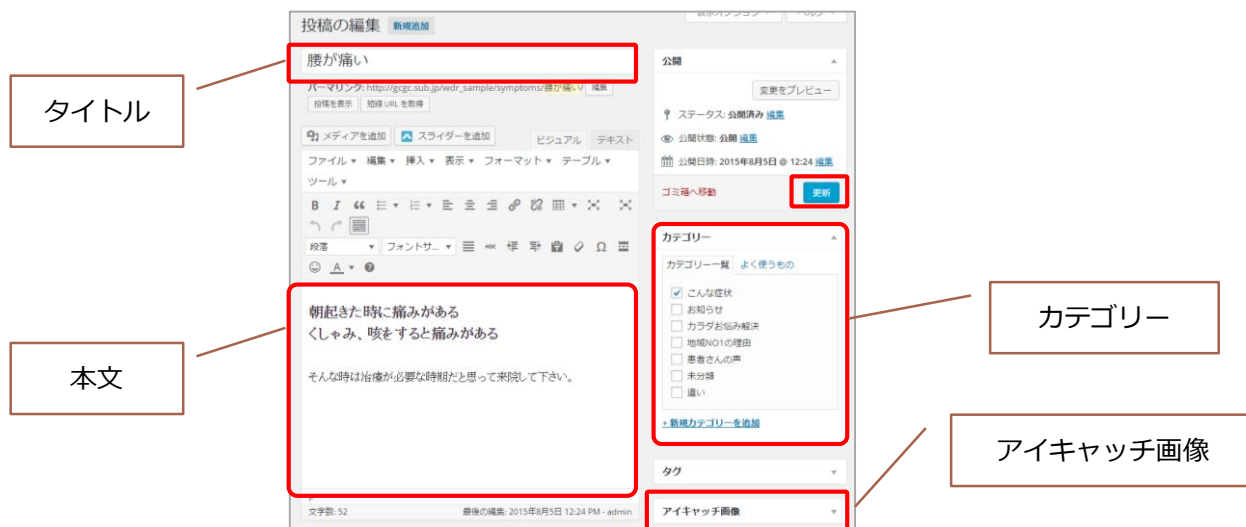 投稿の編集 新規追加
タイトル
腰が痛い
パーマリンク: http://gcgc.sub.jp/wdr_sample/symptoms/腰が痛い/ 編集
投稿を表示 短縮 URL を取得
メディアを追加 スライダーを追加 ビジュアル テキスト
ファイル 編集 挿入 表示 フォーマット テーブル
ツール
B I
段落 フォントサ... ABC Ω
A
本文
朝起きた時に痛みがある
くしゃみ、咳をすると痛みがある
そんな時は治療が必要な時期だと思って来院して下さい。
文字数: 52 最後の編集: 2015年8月5日 12:24 PM - admin
公開
変更をプレビュー
ステータス: 公開済み 編集
公開状態: 公開 編集
公開日時: 2015年8月5日 @ 12:24 編集
ゴミ箱へ移動 更新
カテゴリー
カテゴリー一覧 よく使うもの
こんな症状
お知らせ
カラダお悩み解決
地域NO1の理由
患者さんの声
未分類
違い
+ 新規カテゴリーを追加
カテゴリー
タグ
アイキャッチ画像
アイキャッチ画像